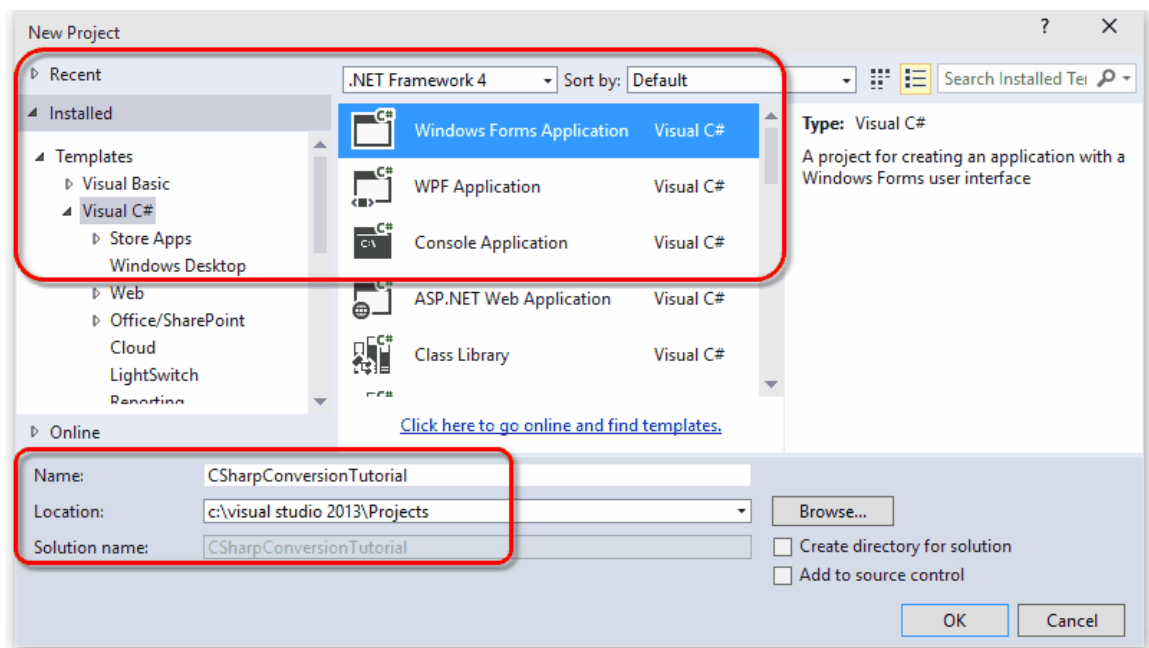 New Project ?
Recent
.NET Framework 4 Sort by: Default Search Installed Te
Installed
Templates
Visual Basic
Visual C#
Store Apps
Windows Desktop
Web
Office/SharePoint
Cloud
LightSwitch
Reporting
Online
C# Windows Forms Application Visual C#
C# WPF Application Visual C#
C# C:\ Console Application Visual C#
C# ASP.NET Web Application Visual C#
C# Class Library Visual C#
C#
Click here to go online and find templates.
Type: Visual C#
A project for creating an application with a
Windows Forms user interface
Name: CSharpConversionTutorial
Location: c:\visual studio 2013\Projects Browse...
Solution name: CSharpConversionTutorial Create directory for solution
Add to source control
OK Cancel